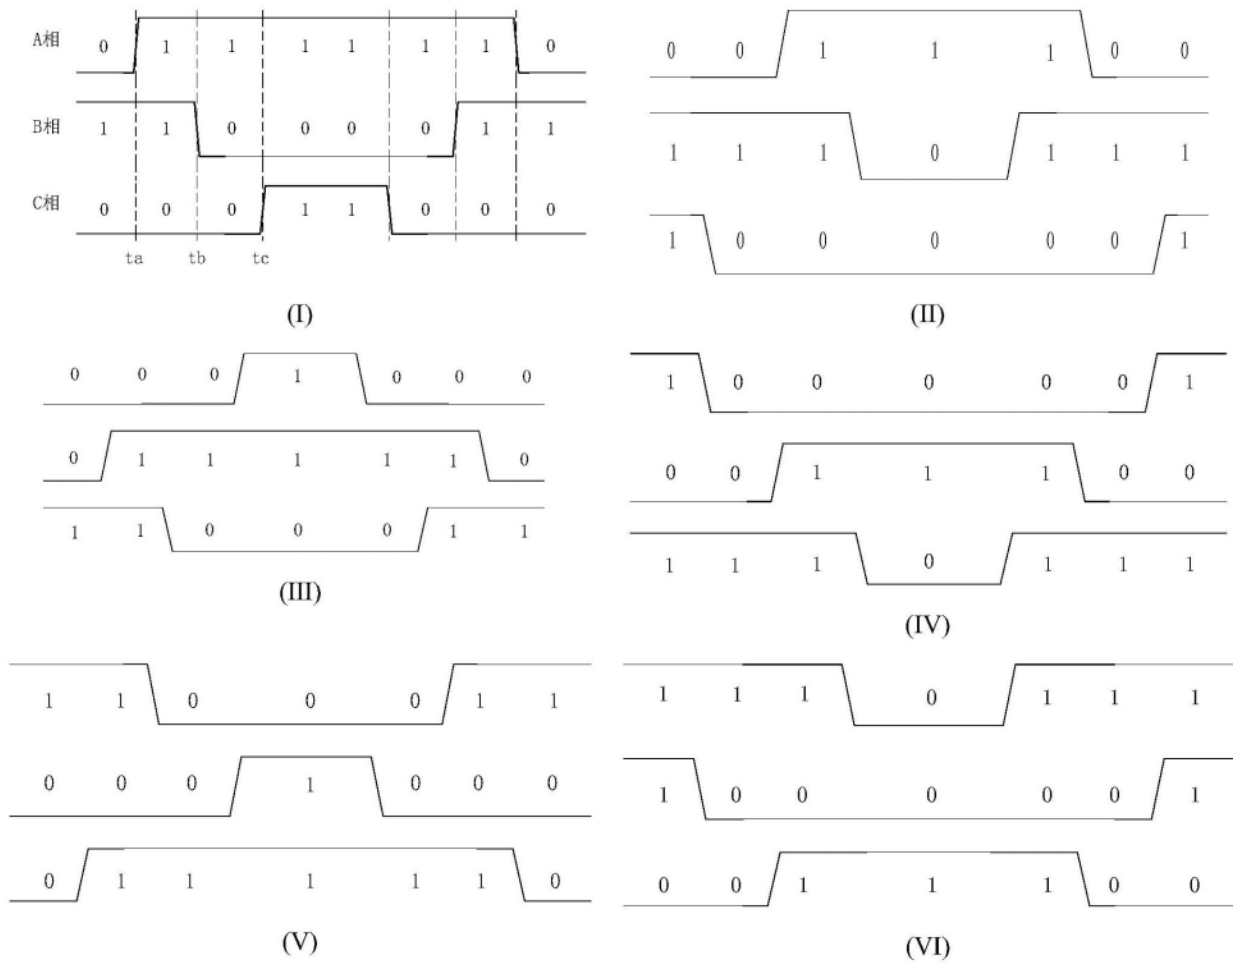 A相 0 1 1 1 1 1 1 0
B相 1 1 0 0 0 0 1 1
C相 0 0 0 1 1 0 0 0
ta tb tc
(I)
0 0 1 1 1 0 0
1 1 1 0 1 1 1
1 0 0 0 0 0 1
(II)
0 0 0 1 0 0 0
0 1 1 1 1 1 0
1 1 0 0 0 1 1
(III)
1 0 0 0 0 0 1
0 0 1 1 1 0 0
1 1 1 0 1 1 1
(IV)
1 1 0 0 0 1 1
0 0 0 1 0 0 0
0 1 1 1 1 1 0
(V)
1 1 1 0 1 1 1
1 0 0 0 0 0 1
0 0 1 1 1 0 0
(VI)